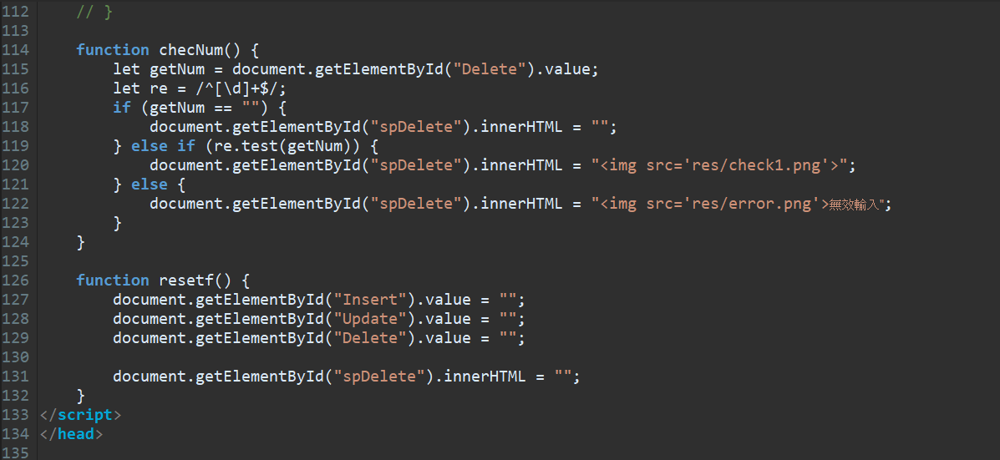 112    // }
113
114    function checNum() {
115        let getNum = document.getElementById("Delete").value;
116        let re = /^[\d]+$/;
117        if (getNum == "") {
118            document.getElementById("spDelete").innerHTML = "";
119        } else if (re.test(getNum)) {
120            document.getElementById("spDelete").innerHTML = "<img src='res/check1.png'>";
121        } else {
122            document.getElementById("spDelete").innerHTML = "<img src='res/error.png'>無效輸入";
123        }
124    }
125
126    function resetf() {
127        document.getElementById("Insert").value = "";
128        document.getElementById("Update").value = "";
129        document.getElementById("Delete").value = "";
130
131        document.getElementById("spDelete").innerHTML = "";
132    }
133 </script>
134 </head>
135